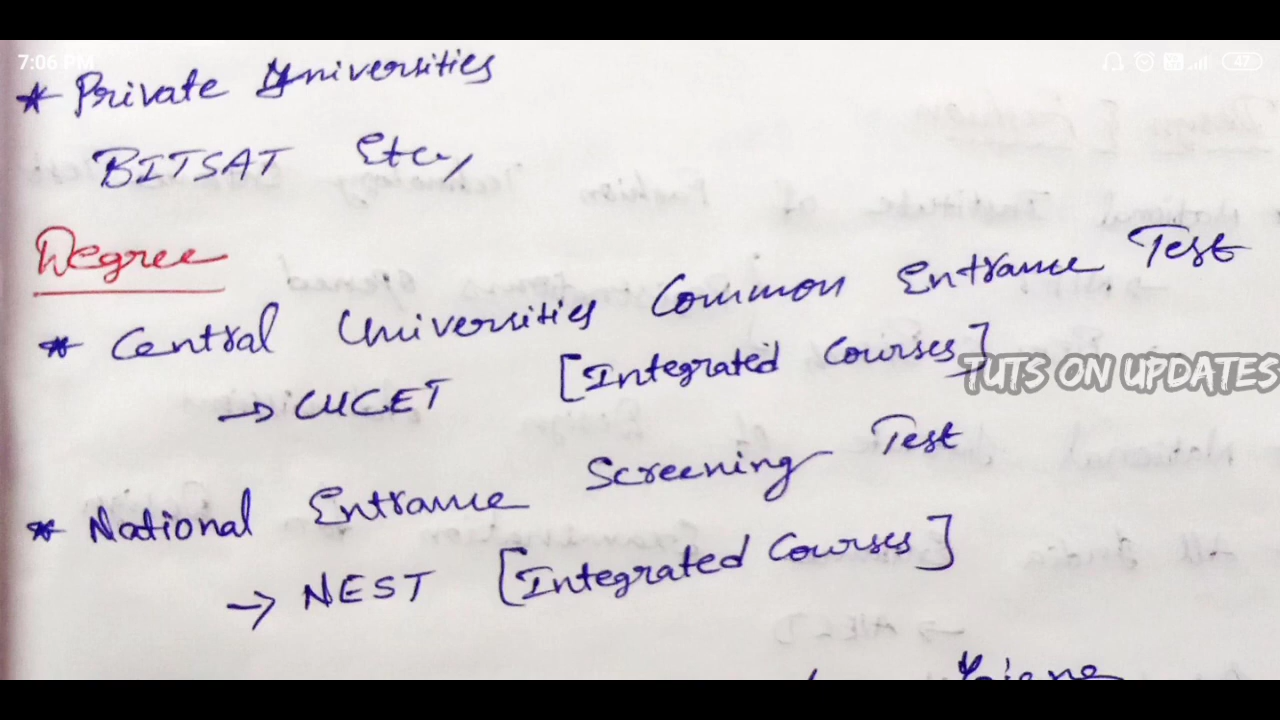 7:06 PM
47
* Private Universities
BITSAT Etc.,
Degree
* Central Universities Common Entrance Test
→ CUCET [Integrated Courses]
TUTS ON UPDATES
* National Entrance Screening Test
→ NEST [Integrated Courses]